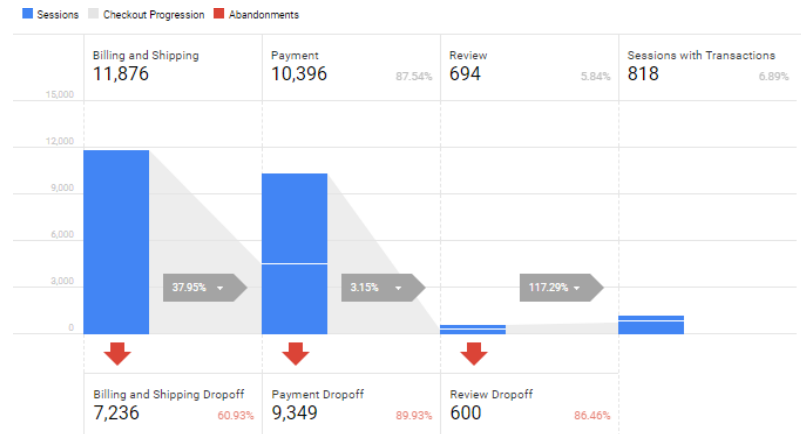 Sessions Checkout Progression Abandonments
Billing and Shipping Payment Review Sessions with Transactions
11,876 10,396 87.54% 694 5.84% 818 6.89%
15,000
12,000
9,000
6,000
3,000
37.95% 3.15% 117.29%
0
Billing and Shipping Dropoff Payment Dropoff Review Dropoff
7,236 60.93% 9,349 89.93% 600 86.46%